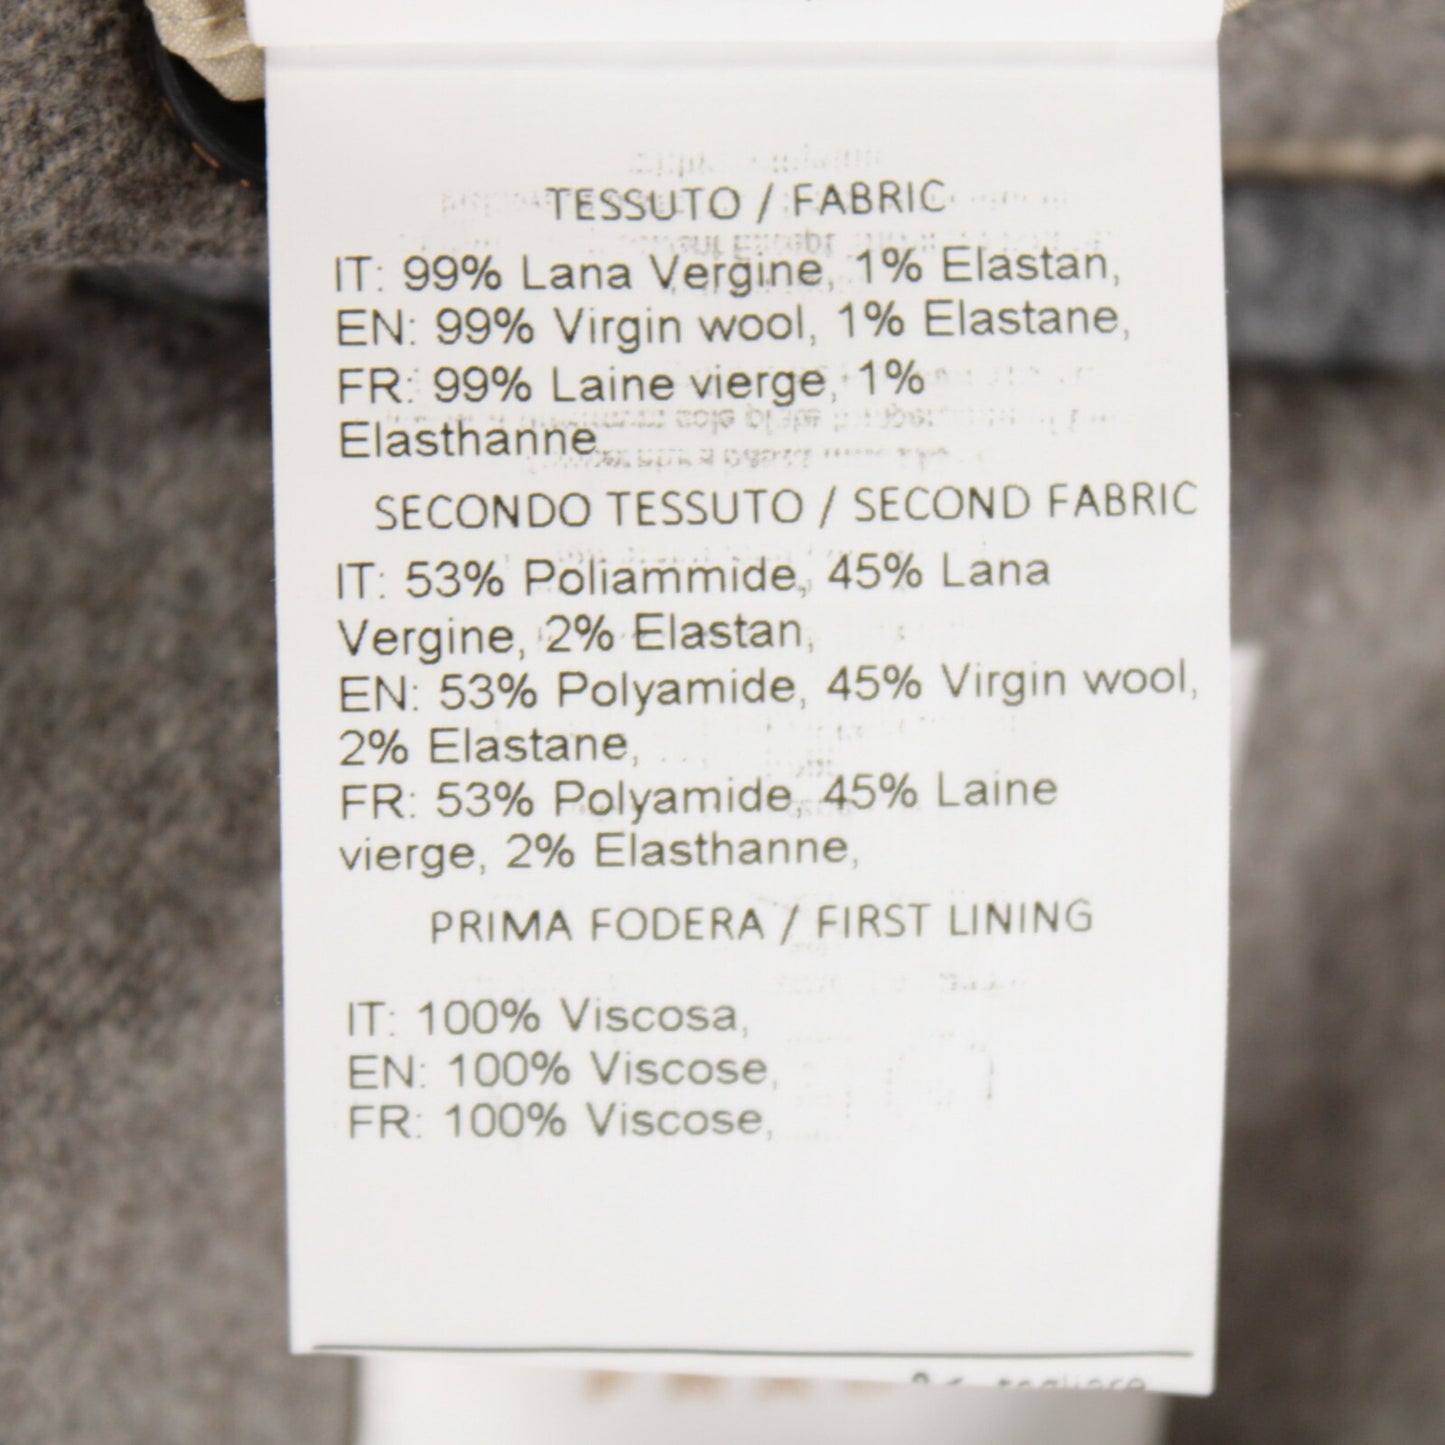 TESSUTO / FABRIC
IT: 99% Lana Vergine, 1% Elastan,
EN: 99% Virgin wool, 1% Elastane,
FR: 99% Laine vierge, 1%
Elasthanne
SECONDO TESSUTO / SECOND FABRIC
IT: 53% Poliammide, 45% Lana
Vergine, 2% Elastan,
EN: 53% Polyamide, 45% Virgin wool,
2% Elastane,
FR: 53% Polyamide, 45% Laine
vierge, 2% Elasthanne,
PRIMA FODERA / FIRST LINING
IT: 100% Viscosa,
EN: 100% Viscose,
FR: 100% Viscose,